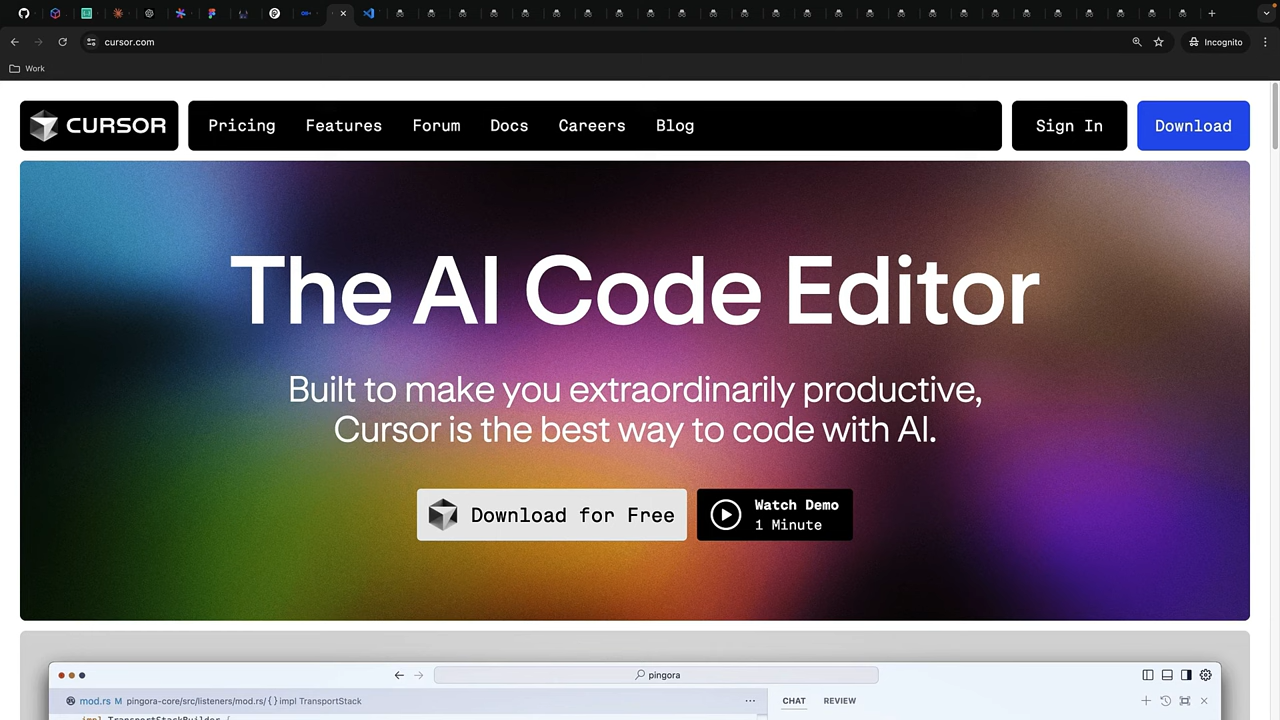 cursor.com
Incognito
Work
CURSOR
Pricing
Features
Forum
Docs
Careers
Blog
Sign In
Download
The AI Code Editor
Built to make you extraordinarily productive,
Cursor is the best way to code with AI.
Download for Free
Watch Demo
1 Minute
pingora
mod.rs M pingora-core/src/listeners/mod.rs/{} impl TransportStack
CHAT
REVIEW
impl TransportStackBuilder {